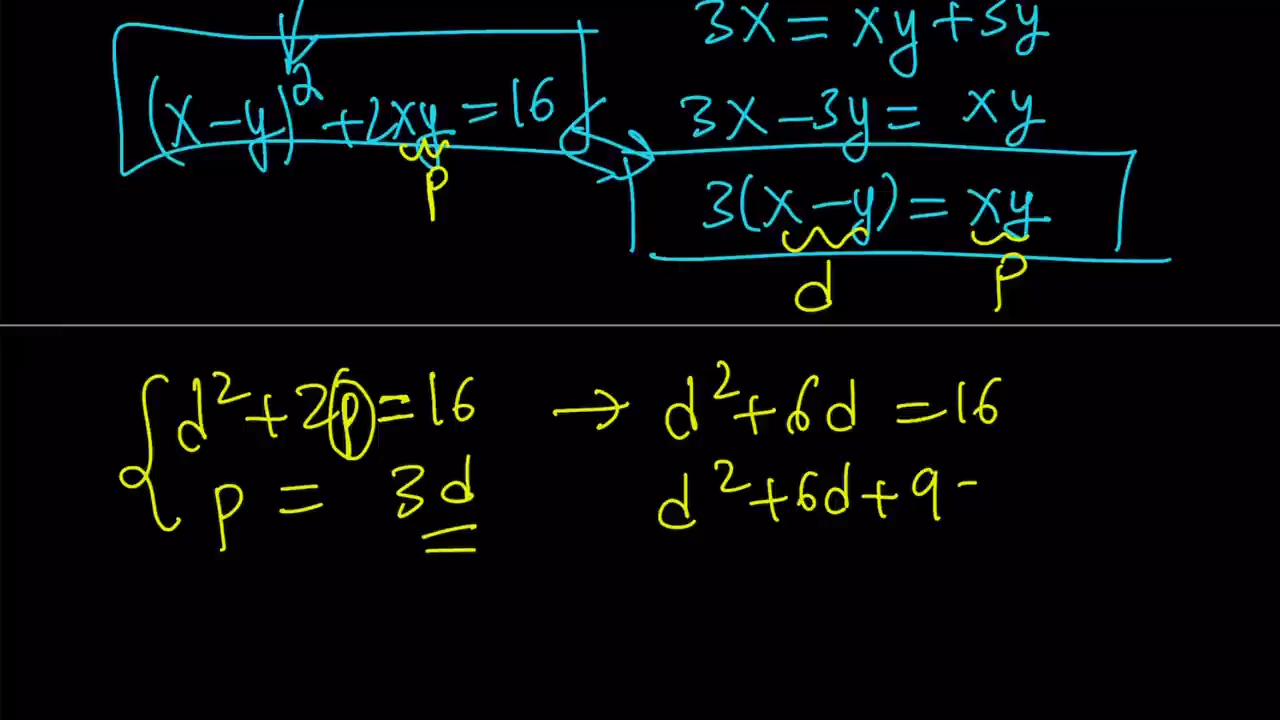 3x = xy + 3y
(x - y)² + 2xy = 16
p
3x - 3y = xy
3(x - y) = xy
d p
d² + 2p = 16 → d² + 6d = 16
p = 3d d² + 6d + 9 =